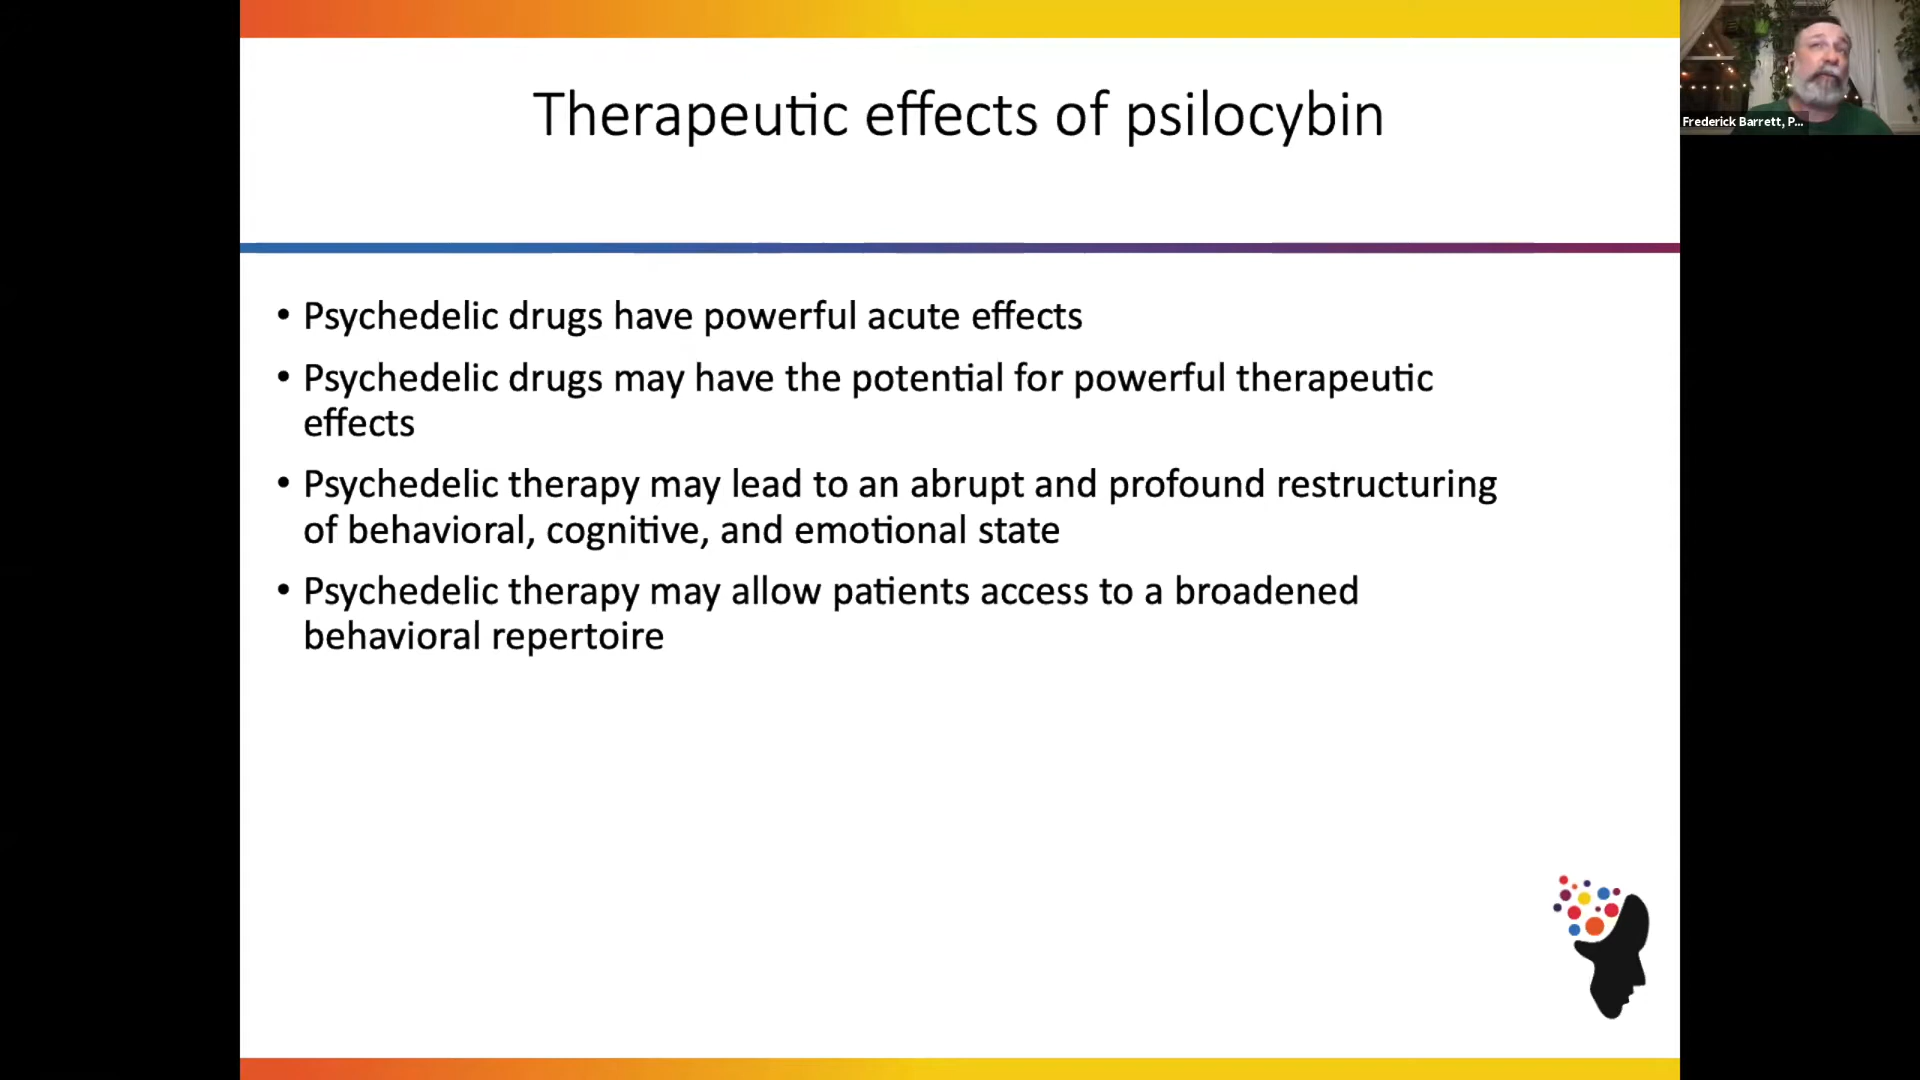 Therapeutic effects of psilocybin
Frederick Barrett, P...
• Psychedelic drugs have powerful acute effects
• Psychedelic drugs may have the potential for powerful therapeutic
effects
• Psychedelic therapy may lead to an abrupt and profound restructuring
of behavioral, cognitive, and emotional state
• Psychedelic therapy may allow patients access to a broadened
behavioral repertoire